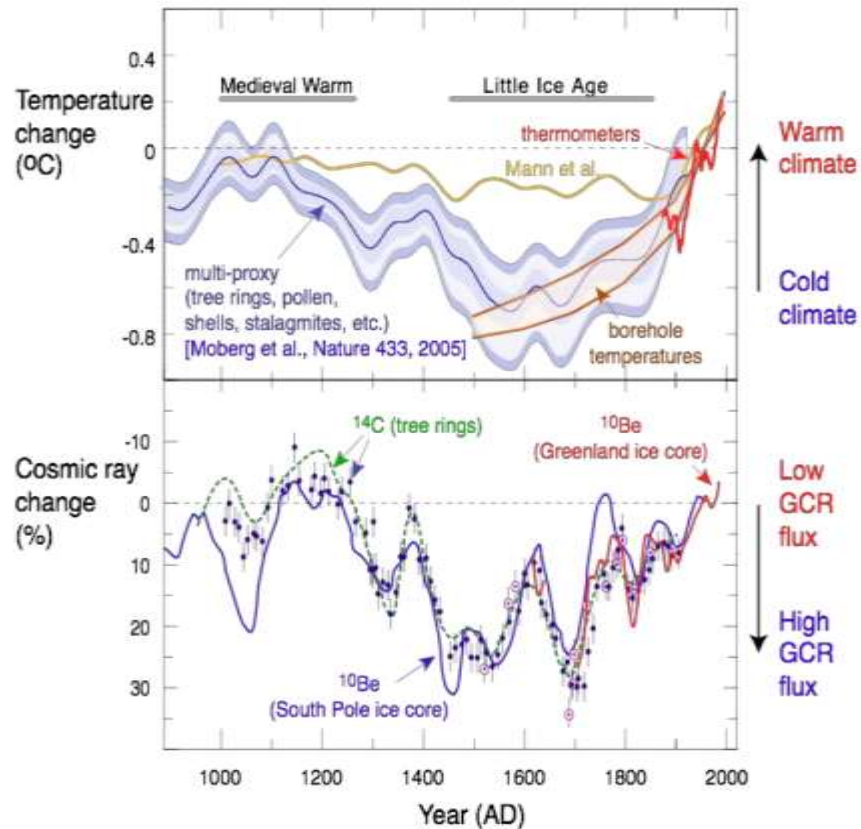 0.4
Medieval Warm
Little Ice Age
Temperature
change
(ºC)
0
thermometers
Mann et al.
Warm
climate
-0.4
multi-proxy
(tree rings, pollen,
shells, stalagmites, etc.)
[Moberg et al., Nature 433, 2005]
Cold
climate
-0.8
borehole
temperatures
-10
14C (tree rings)
10Be
(Greenland ice core)
Cosmic ray
change
(%)
0
Low
GCR
flux
10
20
10Be
(South Pole ice core)
High
GCR
flux
30
1000
1200
1400
1600
1800
2000
Year (AD)